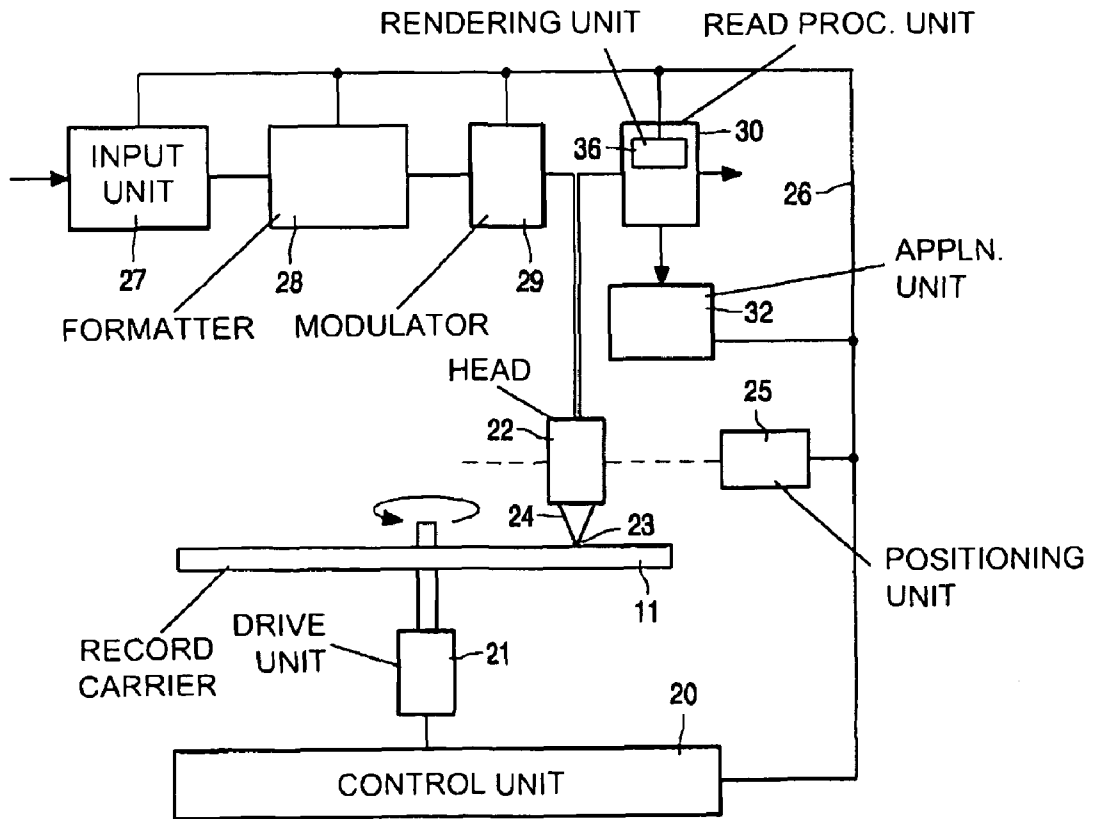 RENDERING UNIT
READ PROC. UNIT
INPUT
UNIT
27
28
29
36
30
26
FORMATTER
MODULATOR
APPLN.
UNIT
32
HEAD
22
25
24
23
POSITIONING
UNIT
11
RECORD
CARRIER
DRIVE
UNIT
21
20
CONTROL UNIT